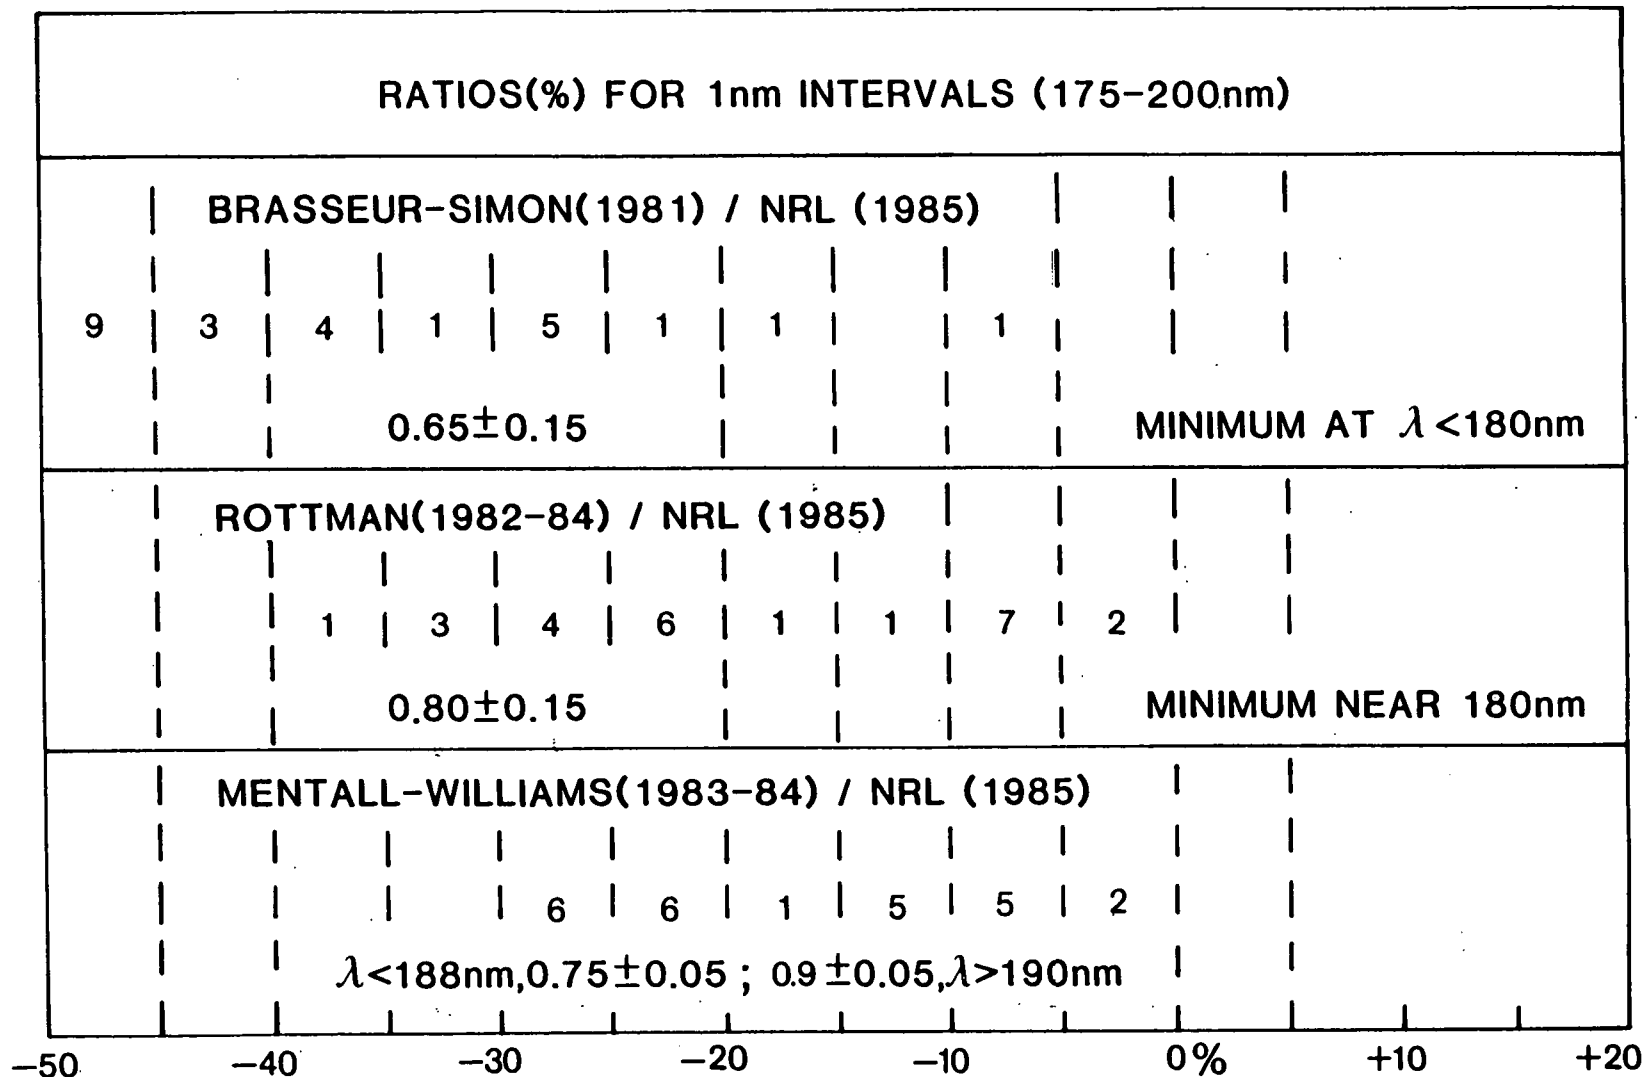 RATIOS(%) FOR 1nm INTERVALS (175-200nm)
BRASSEUR-SIMON(1981) / NRL (1985)
9 3 4 1 5 1 1 1
0.65±0.15 MINIMUM AT λ<180nm
ROTTMAN(1982-84) / NRL (1985)
1 3 4 6 1 1 7 2
0.80±0.15 MINIMUM NEAR 180nm
MENTALL-WILLIAMS(1983-84) / NRL (1985)
6 6 1 5 5 2
λ<188nm,0.75±0.05 ; 0.9±0.05,λ>190nm
-50 -40 -30 -20 -10 0% +10 +20